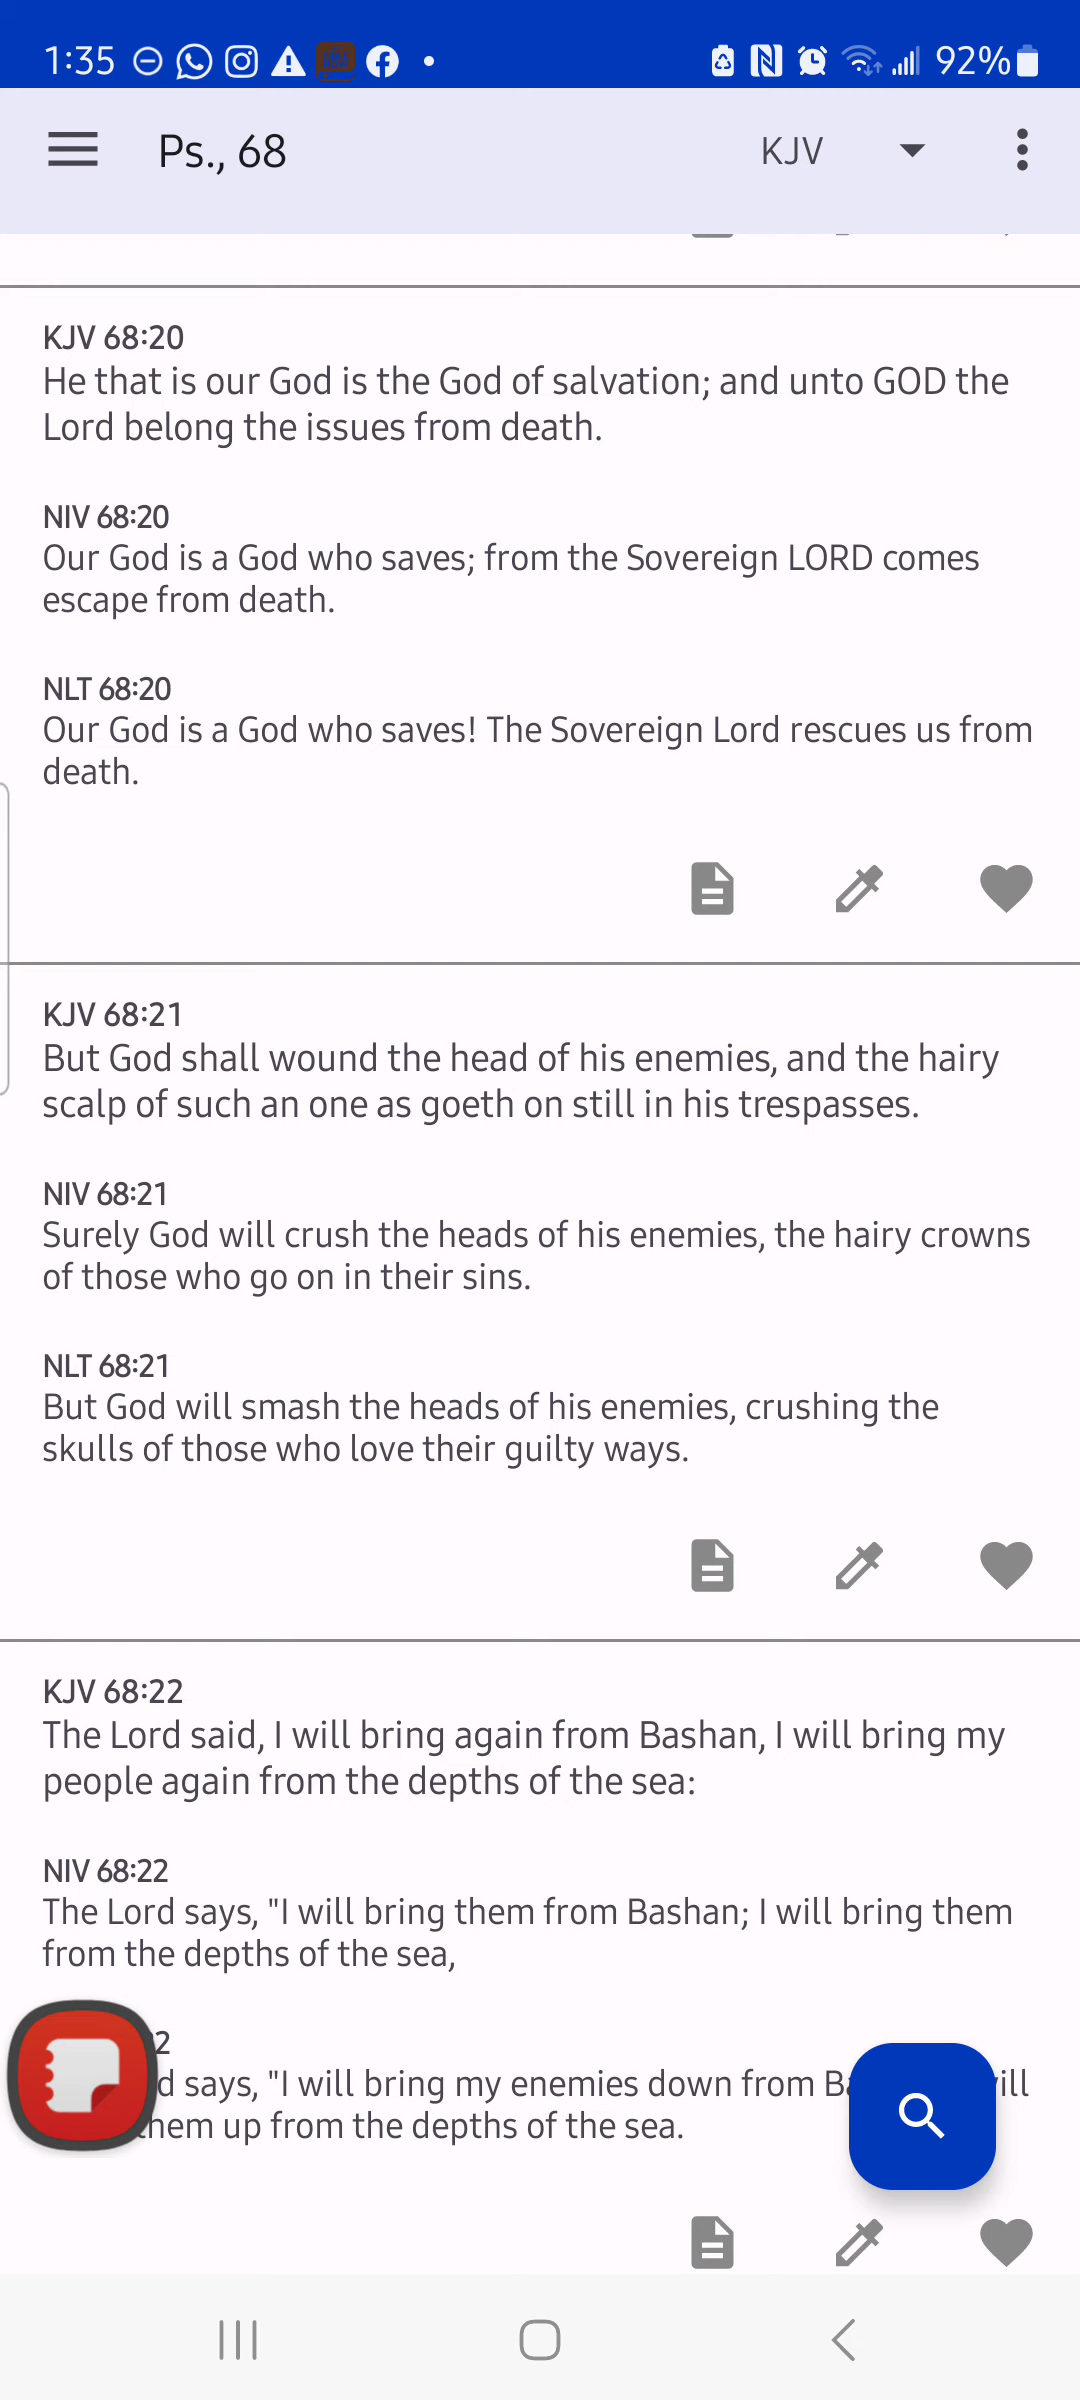 1:35
92%
Ps., 68
KJV
KJV 68:20
He that is our God is the God of salvation; and unto GOD the
Lord belong the issues from death.
NIV 68:20
Our God is a God who saves; from the Sovereign LORD comes
escape from death.
NLT 68:20
Our God is a God who saves! The Sovereign Lord rescues us from
death.
KJV 68:21
But God shall wound the head of his enemies, and the hairy
scalp of such an one as goeth on still in his trespasses.
NIV 68:21
Surely God will crush the heads of his enemies, the hairy crowns
of those who go on in their sins.
NLT 68:21
But God will smash the heads of his enemies, crushing the
skulls of those who love their guilty ways.
KJV 68:22
The Lord said, I will bring again from Bashan, I will bring my
people again from the depths of the sea:
NIV 68:22
The Lord says, "I will bring them from Bashan; I will bring them
from the depths of the sea,
2
d says, "I will bring my enemies down from Ba ill
hem up from the depths of the sea.